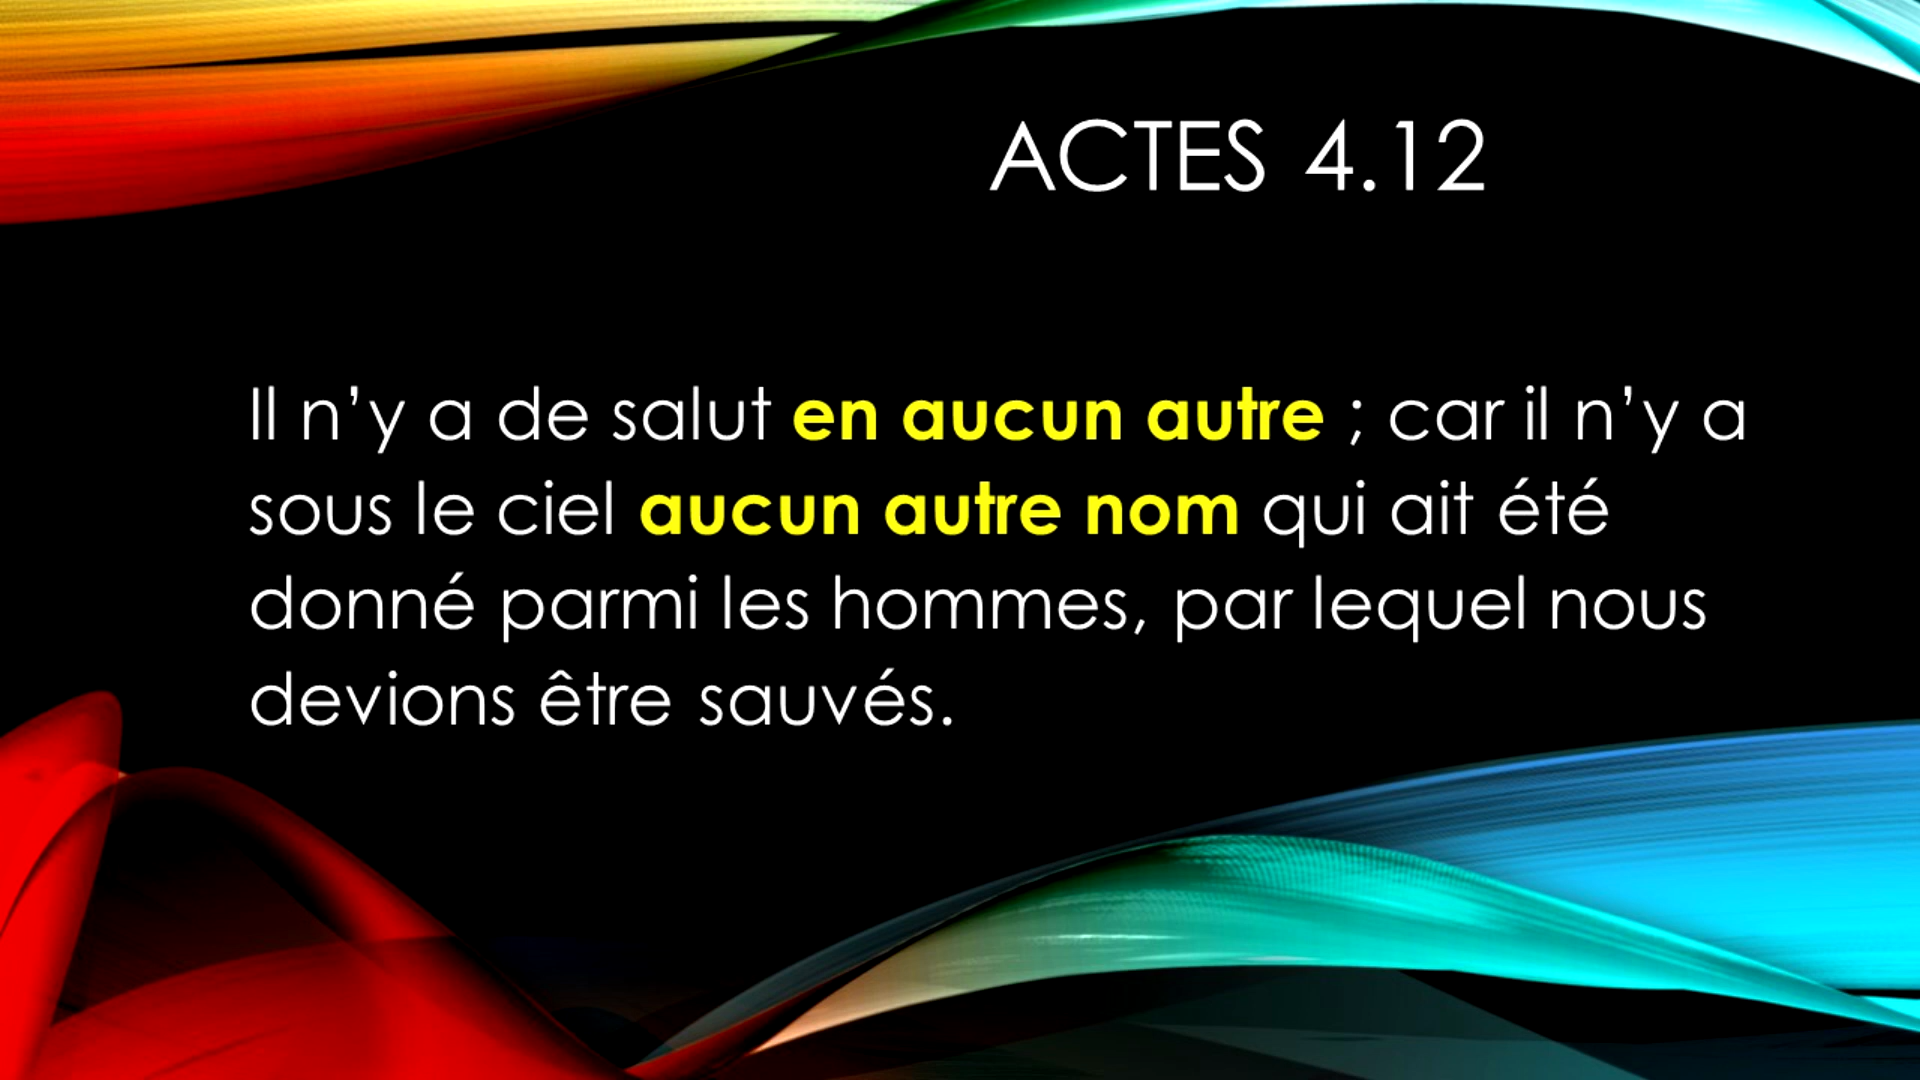 ACTES 4.12
Il n’y a de salut en aucun autre ; car il n’y a
sous le ciel aucun autre nom qui ait été
donné parmi les hommes, par lequel nous
devions être sauvés.